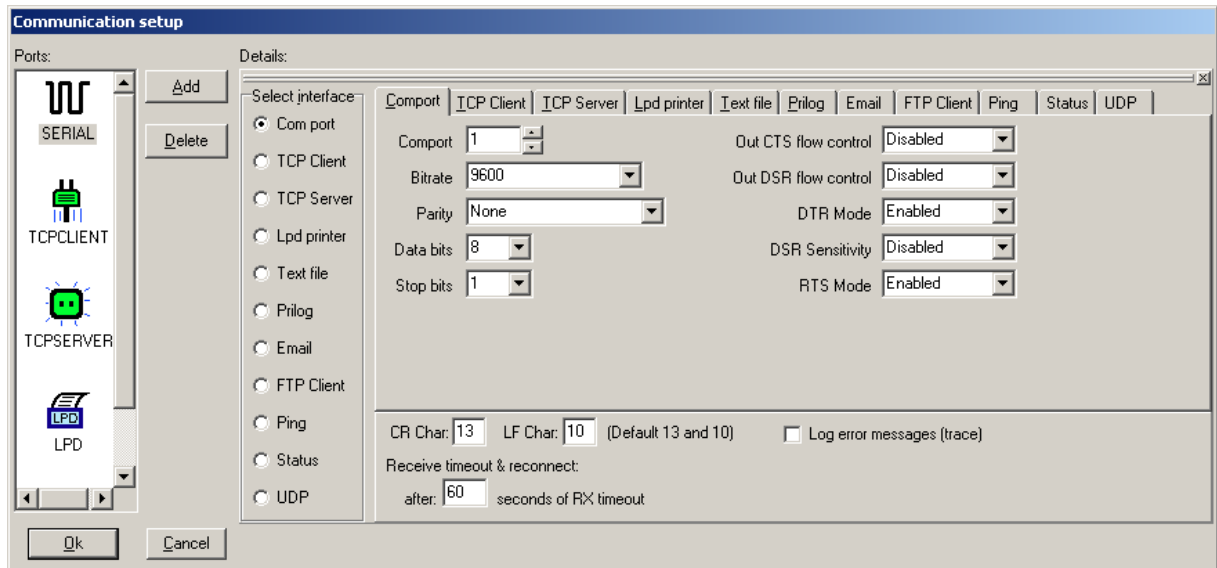 Communication setup
Ports:
Details:
SERIAL
TCPCLIENT
TCPSERVER
LPD
LPD
Add
Delete
Select interface
Com port
TCP Client
TCP Server
Lpd printer
Text file
Prilog
Email
FTP Client
Ping
Status
UDP
Comport TCP Client TCP Server Lpd printer Text file Prilog Email FTP Client Ping Status UDP
Comport 1
Bitrate 9600
Parity None
Data bits 8
Stop bits 1
Out CTS flow control Disabled
Out DSR flow control Disabled
DTR Mode Enabled
DSR Sensitivity Disabled
RTS Mode Enabled
CR Char: 13 LF Char: 10 (Default 13 and 10) Log error messages (trace)
Receive timeout & reconnect:
after: 60 seconds of RX timeout
Ok Cancel